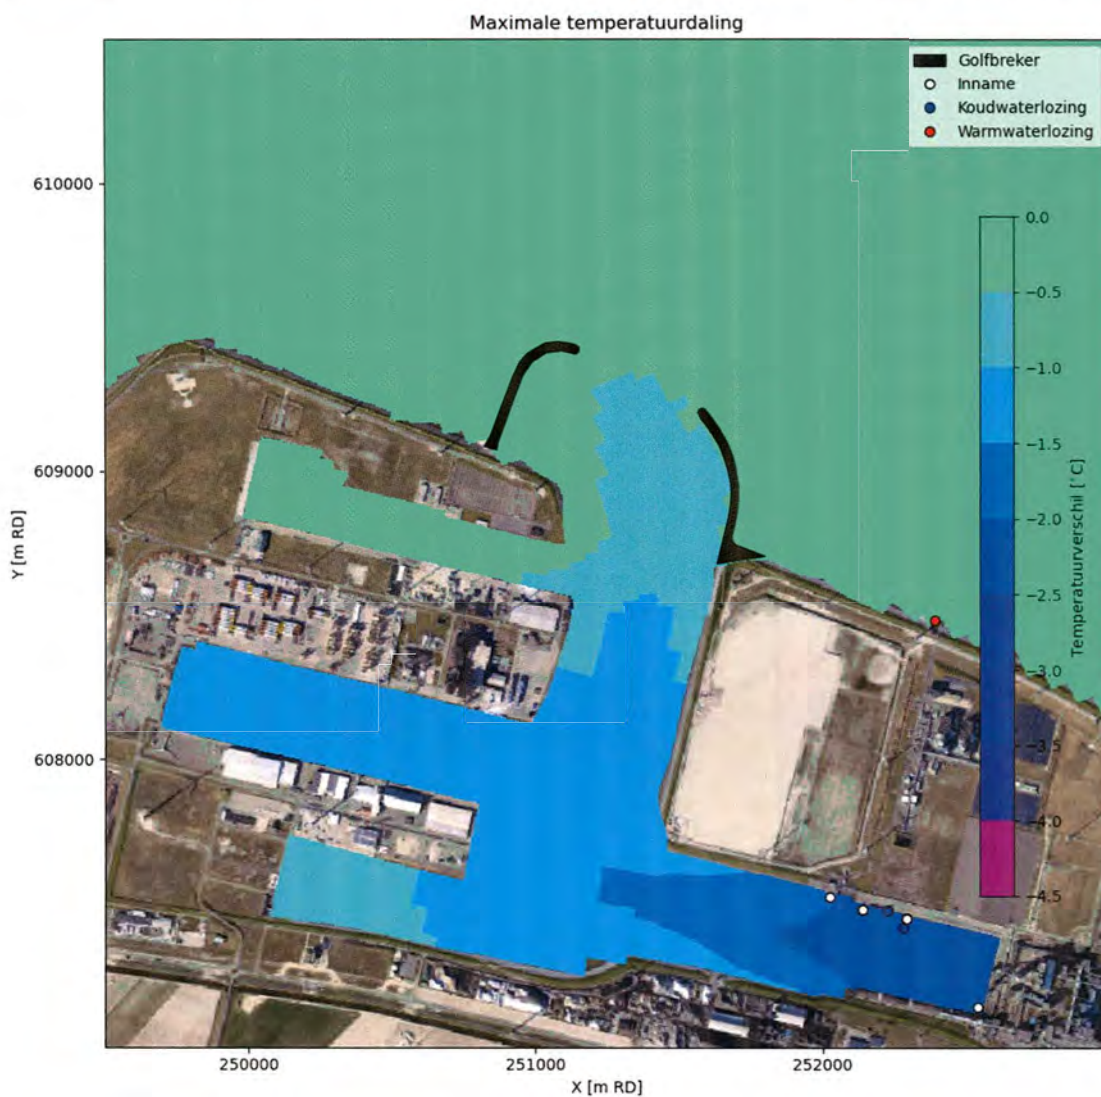 Maximale temperatuurdaling
Golfbreker
Inname
Koudwaterlozing
Warmwaterlozing
610000
609000
608000
Y [m RD]
0.0
−0.5
−1.0
−1.5
−2.0
−2.5
−3.0
−3.5
−4.0
−4.5
Temperatuurverschil [°C]
250000
251000
252000
X [m RD]